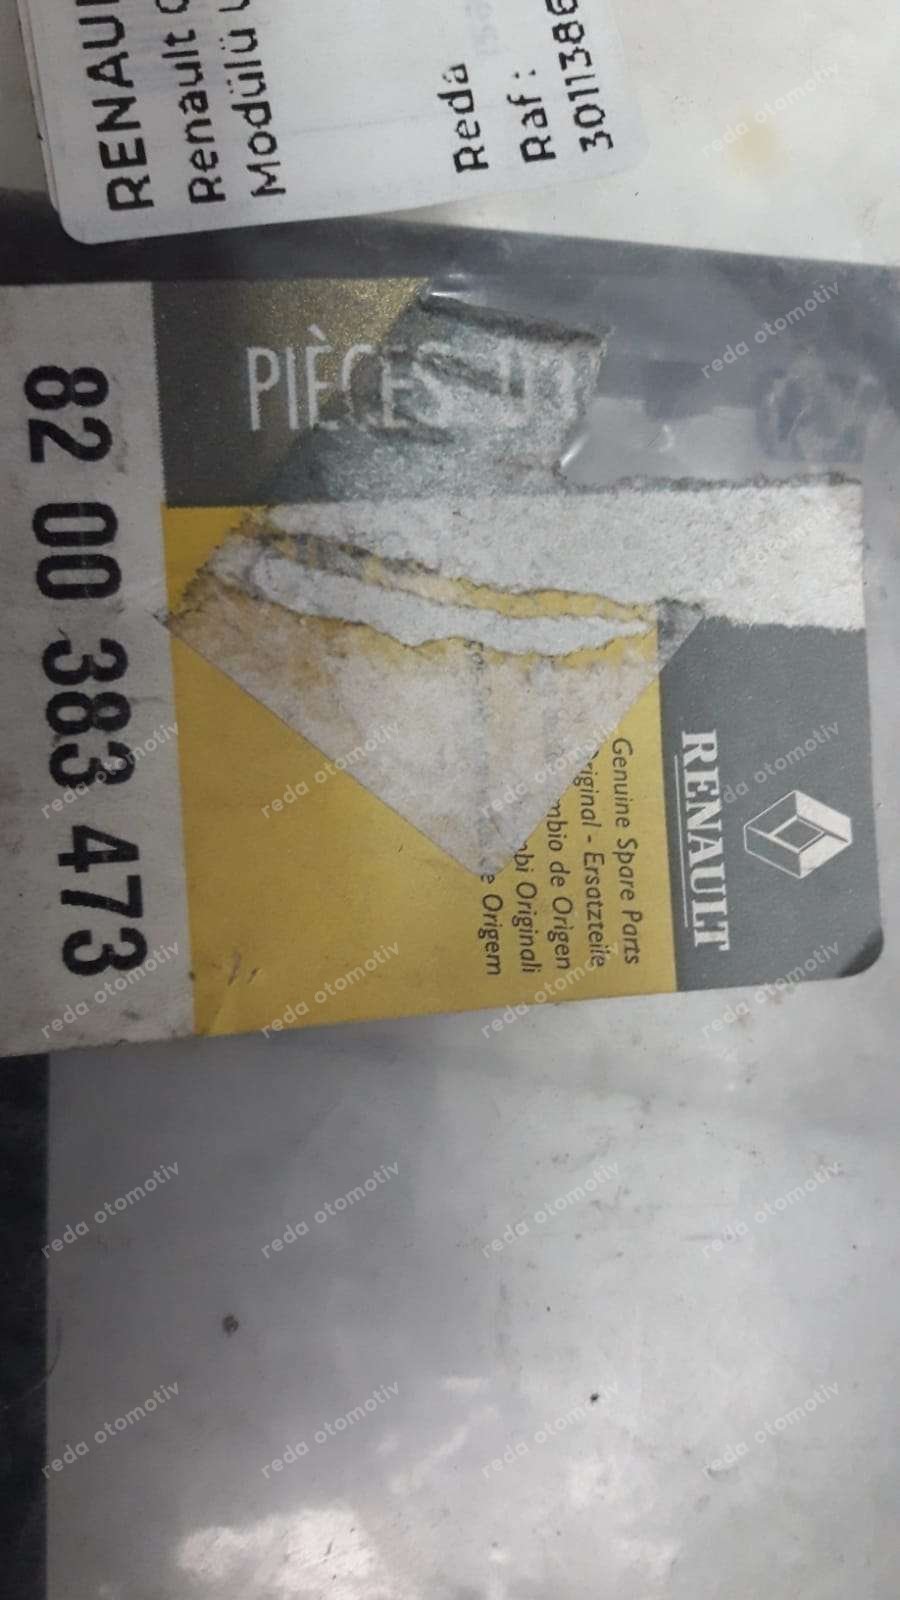 RENAU
Renault
Modülü
Reda
Raf:
301138
PIÈCES
RENAULT
Genuine Spare Parts
Original - Ersatzteile
mbio de Origen
bi Originali
e Origem
82 00 383 473
reda otomotiv